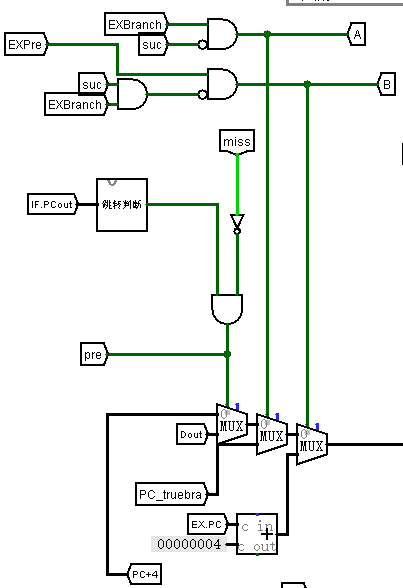 EXBranch
suc
A
EXPre
suc
EXBranch
B
miss
IF.PCout
跳转判断
pre
0
1
MUX
0
1
MUX
0
1
MUX
Dout
PC_truebra
EX.PC
c in
+
00000004
c out
PC+4